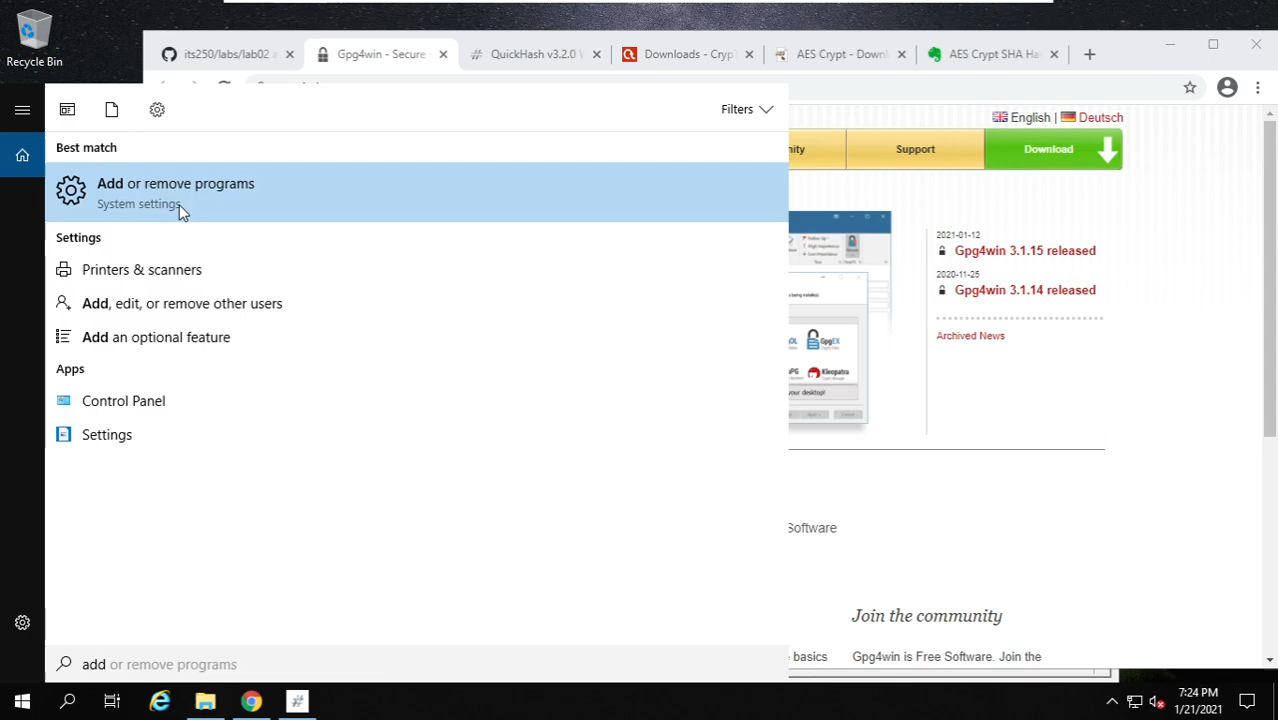 Recycle Bin
its250/labs/lab02 a
Gpg4win - Secure
QuickHash v3.2.0 W
Downloads - Cryp
AES Crypt - Downl
AES Crypt SHA Ha
Filters
Best match
Add or remove programs
System settings
Settings
Printers & scanners
Add, edit, or remove other users
Add an optional feature
Apps
Control Panel
Settings
add or remove programs
English | Deutsch
Support
Download
2021-01-12
Gpg4win 3.1.15 released
2020-11-25
Gpg4win 3.1.14 released
Archived News
GpgEX
Kleopatra
your desktop!
Software
Join the community
basics
Gpg4win is Free Software. Join the
7:24 PM
1/21/2021